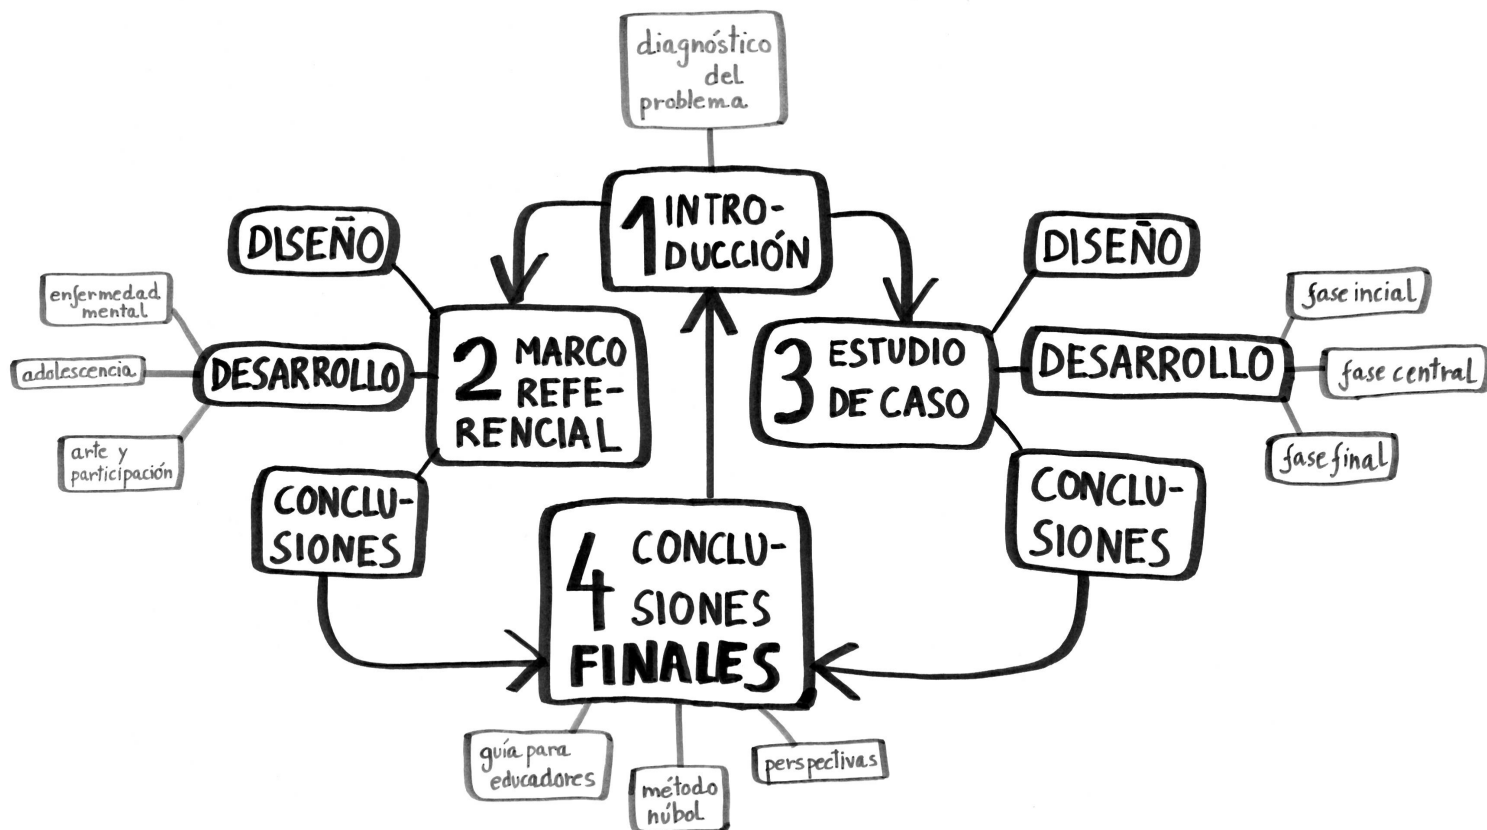 diagnóstico
del
problema
1 INTRO-
DUCCIÓN
DISEÑO
enfermedad
mental
adolescencia
arte y
participación
DESARROLLO
2 MARCO
REFE-
RENCIAL
CONCLU-
SIONES
DISEÑO
3 ESTUDIO
DE CASO
DESARROLLO
fase incial
fase central
fase final
CONCLU-
SIONES
4 CONCLU-
SIONES
FINALES
guía para
educadores
método
núbol
perspectivas